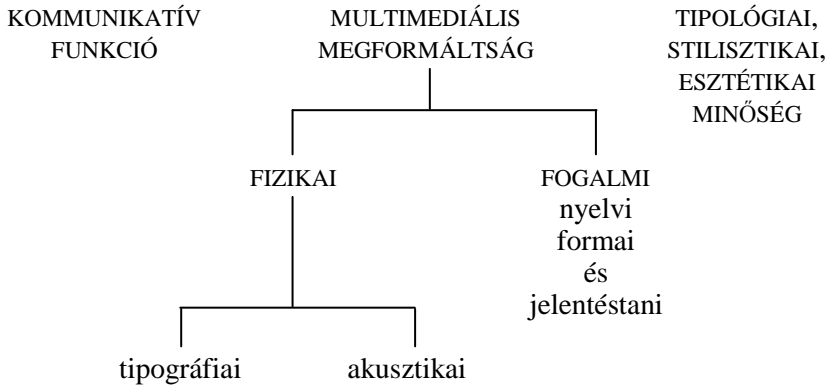 KOMMUNIKATÍV
FUNKCIÓ
MULTIMEDIÁLIS
MEGFORMÁLTSÁG
TIPOLÓGIAI,
STILISZTIKAI,
ESZTÉTIKAI
MINŐSÉG
FIZIKAI
FOGALMI
nyelvi
formai
és
jelentéstani
tipográfiai
akusztikai